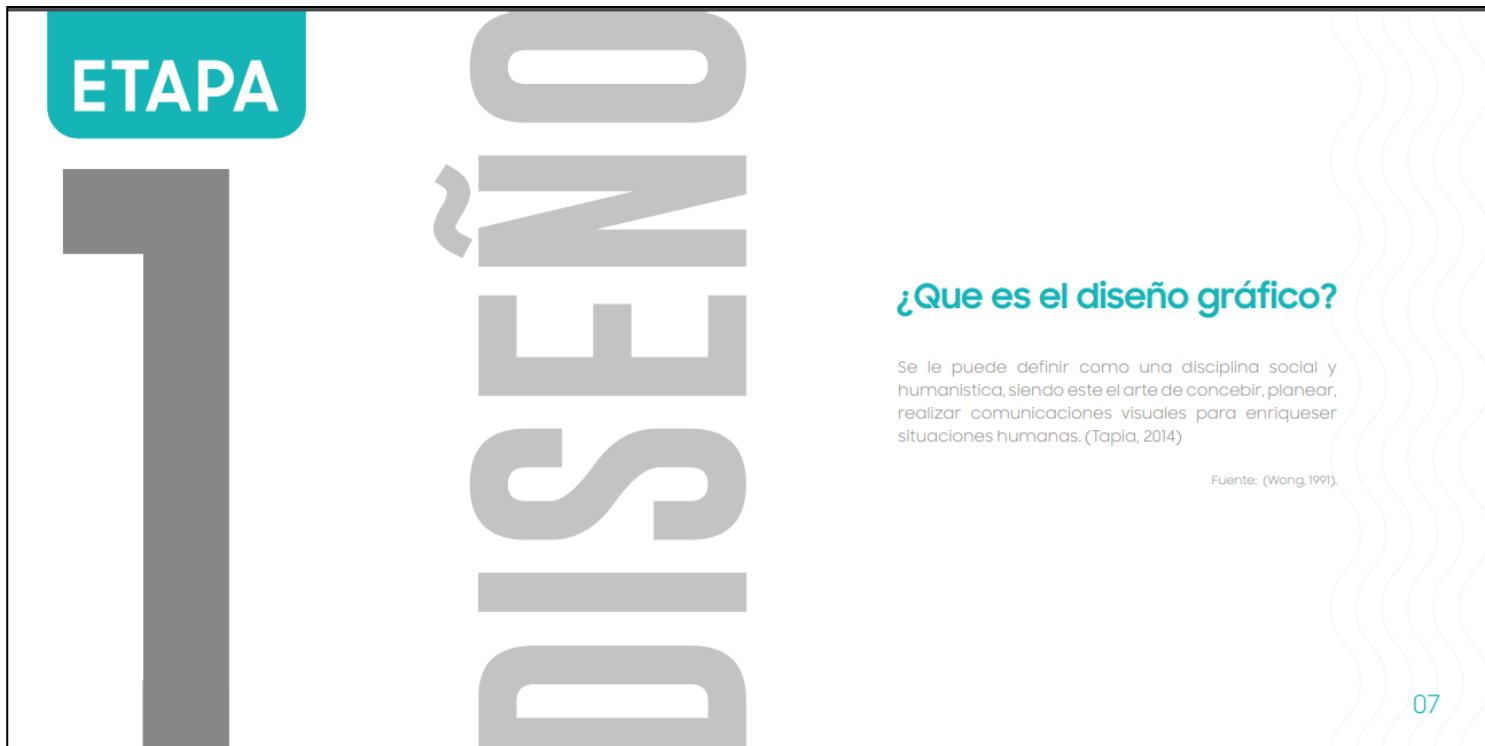 ETAPA
1
DISEÑO
¿Que es el diseño gráfico?
Se le puede definir como una disciplina social y
humanistica, siendo este el arte de concebir, planear,
realizar comunicaciones visuales para enriqueser
situaciones humanas. (Tapia, 2014)
Fuente: (Wong, 1991).
07